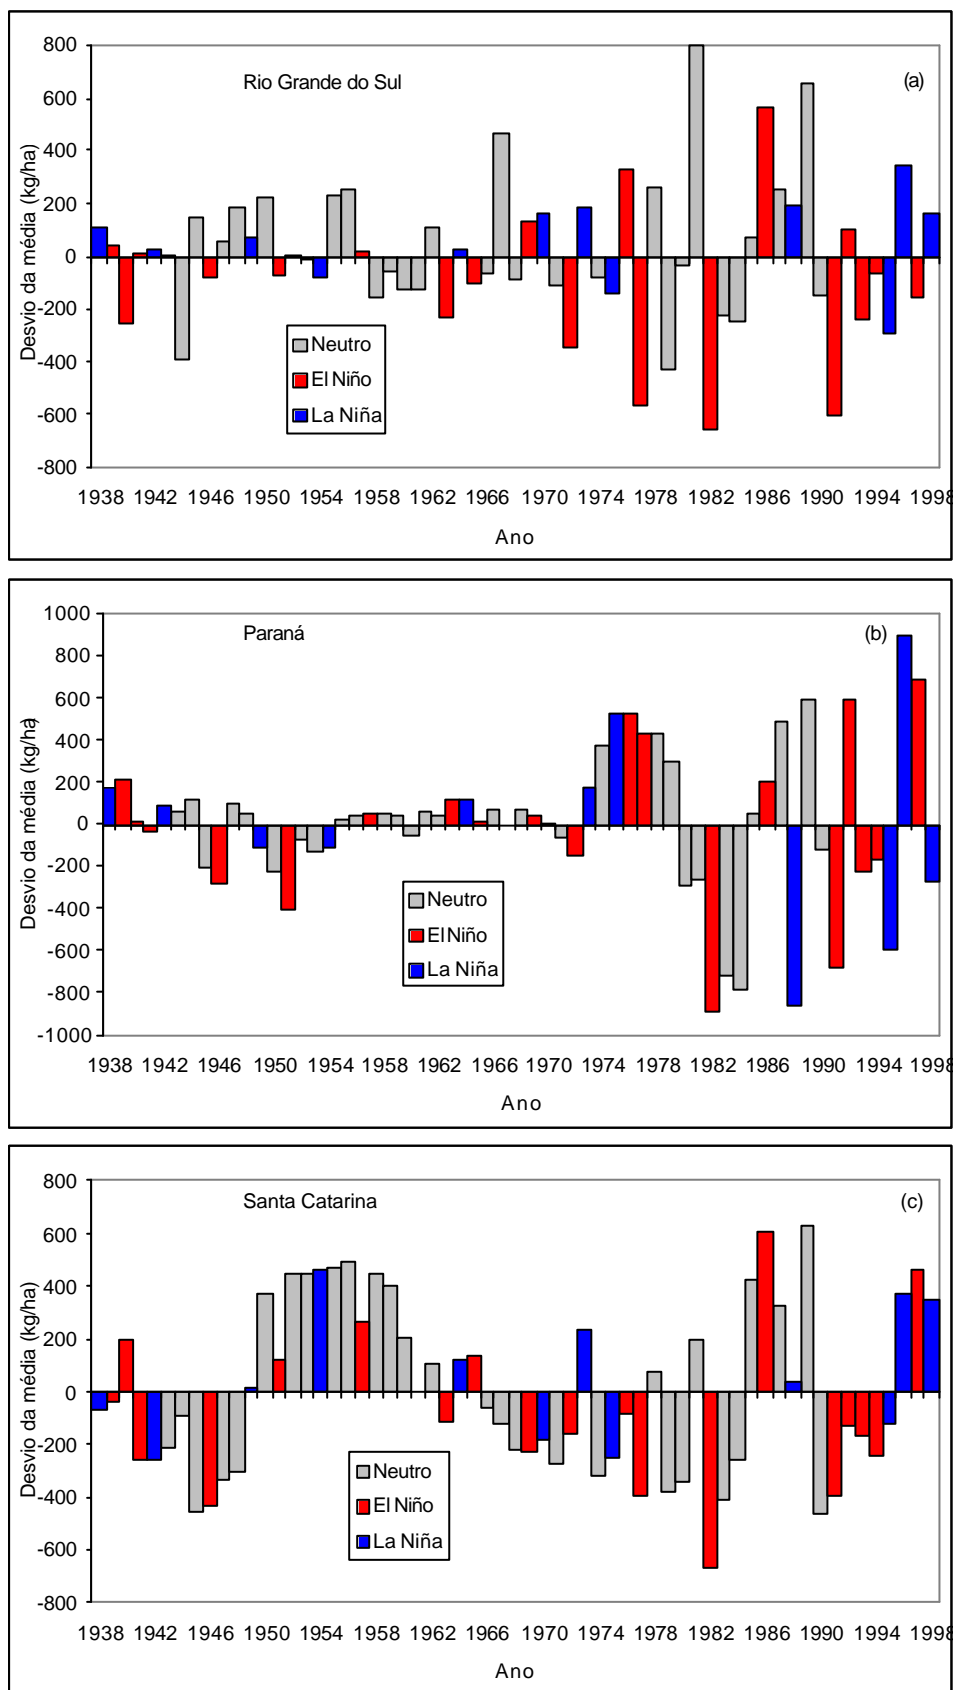 Rio Grande do Sul
(a)
Desvio da média (kg/ha)
800
600
400
200
0
-200
-400
-600
-800
Neutro
El Niño
La Niña
1938 1942 1946 1950 1954 1958 1962 1966 1970 1974 1978 1982 1986 1990 1994 1998
Ano
Paraná
(b)
Desvio da média (kg/ha)
1000
800
600
400
200
0
-200
-400
-600
-800
-1000
Neutro
El Niño
La Niña
1938 1942 1946 1950 1954 1958 1962 1966 1970 1974 1978 1982 1986 1990 1994 1998
Ano
Santa Catarina
(c)
Desvio da média (kg/ha)
800
600
400
200
0
-200
-400
-600
-800
Neutro
El Niño
La Niña
1938 1942 1946 1950 1954 1958 1962 1966 1970 1974 1978 1982 1986 1990 1994 1998
Ano